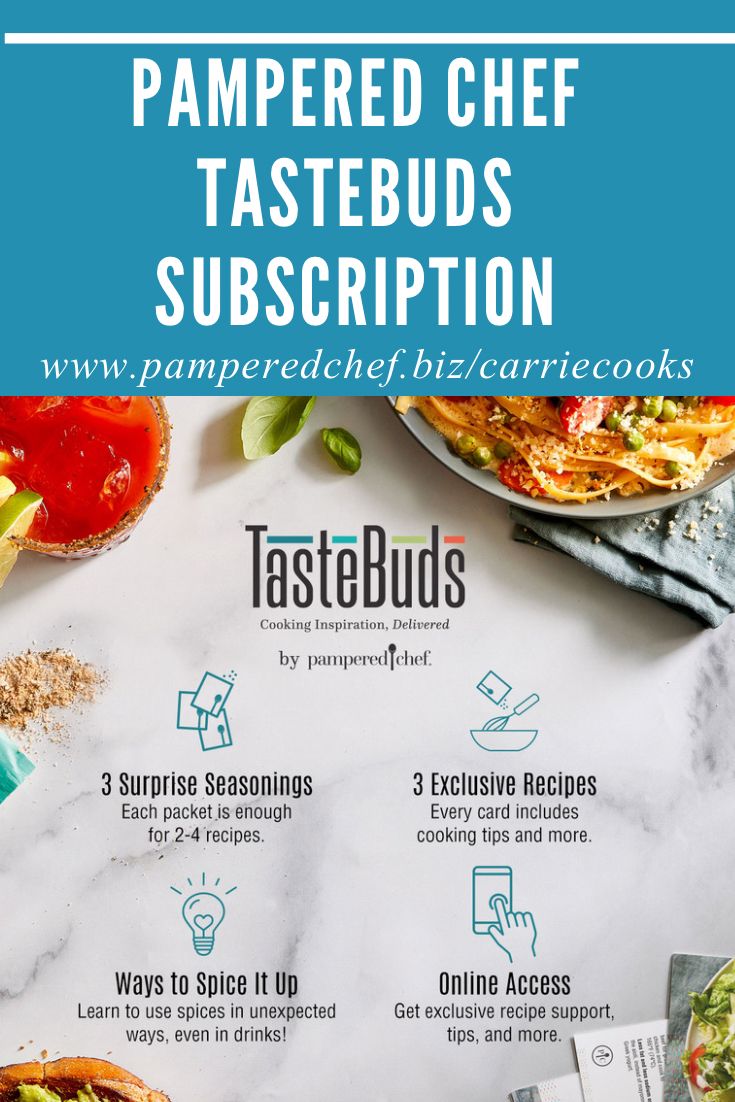 PAMPERED CHEF
TASTEBUDS
SUBSCRIPTION
www.pamperedchef.biz/carriecooks
TasteBuds
Cooking Inspiration, Delivered
by pampered chef.
3 Surprise Seasonings
Each packet is enough
for 2-4 recipes.
3 Exclusive Recipes
Every card includes
cooking tips and more.
Ways to Spice It Up
Learn to use spices in unexpected
ways, even in drinks!
Online Access
Get exclusive recipe support,
tips, and more.